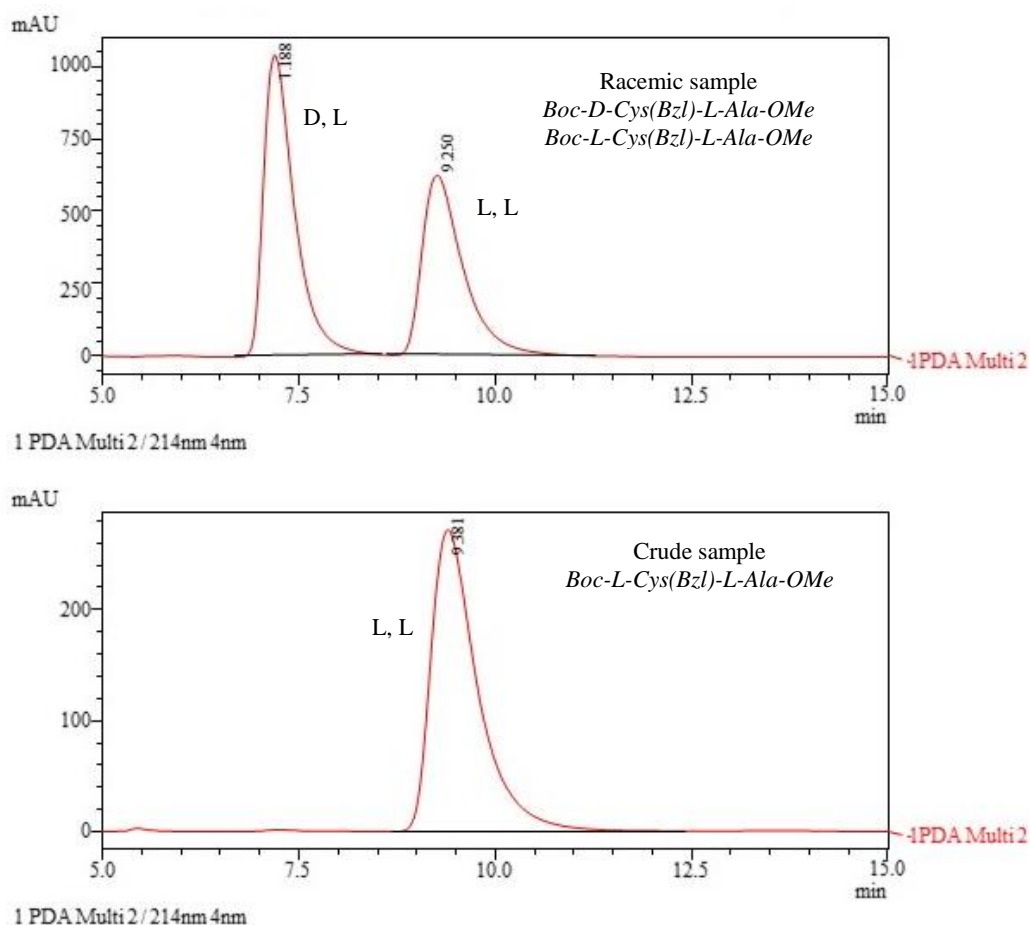 mAU
1000
750
500
250
0
1.188
D, L
9.250
L, L
Racemic sample
Boc-D-Cys(Bzl)-L-Ala-OMe
Boc-L-Cys(Bzl)-L-Ala-OMe
-1PDA Multi 2
5.0 7.5 10.0 12.5 15.0
min
1 PDA Multi 2 / 214nm 4nm
mAU
200
100
0
9.381
L, L
Crude sample
Boc-L-Cys(Bzl)-L-Ala-OMe
-1PDA Multi 2
5.0 7.5 10.0 12.5 15.0
min
1 PDA Multi 2 / 214nm 4nm